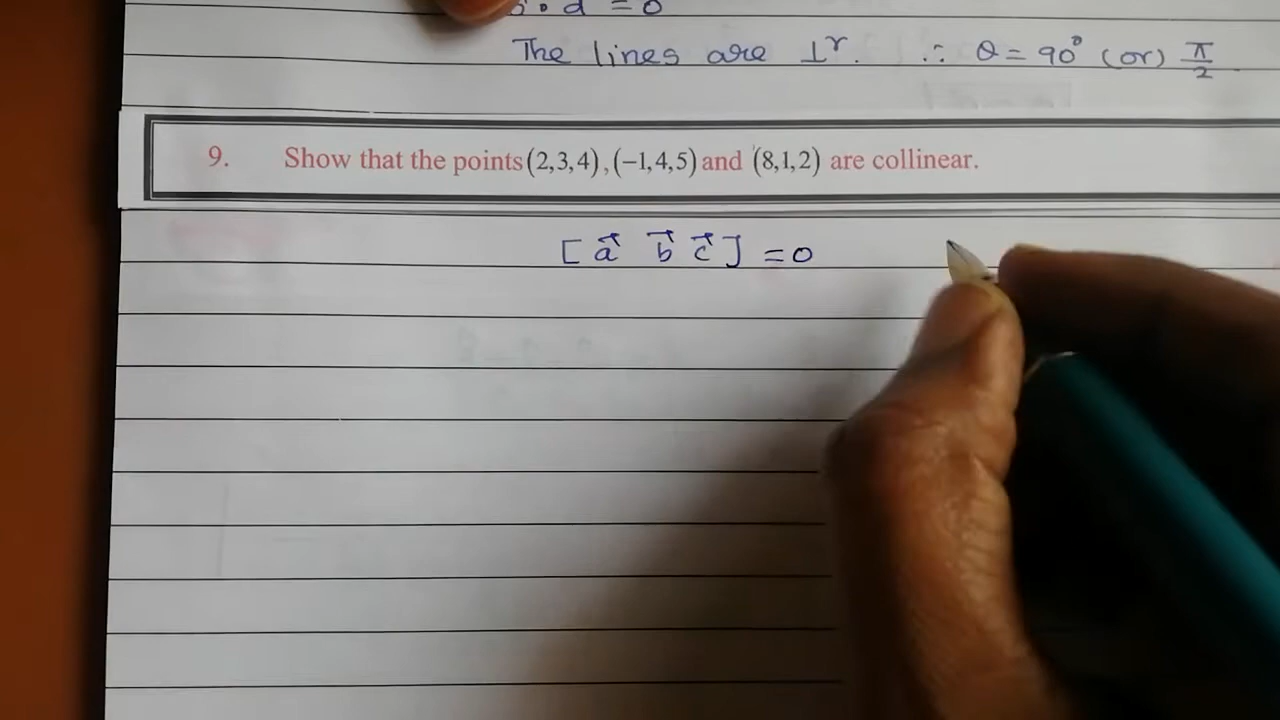 d = 0
The lines are ⊥r. ∴ θ = 90° (or) π/2
9. Show that the points (2,3,4), (−1,4,5) and (8,1,2) are collinear.
[a⃗ b⃗ c⃗] = 0